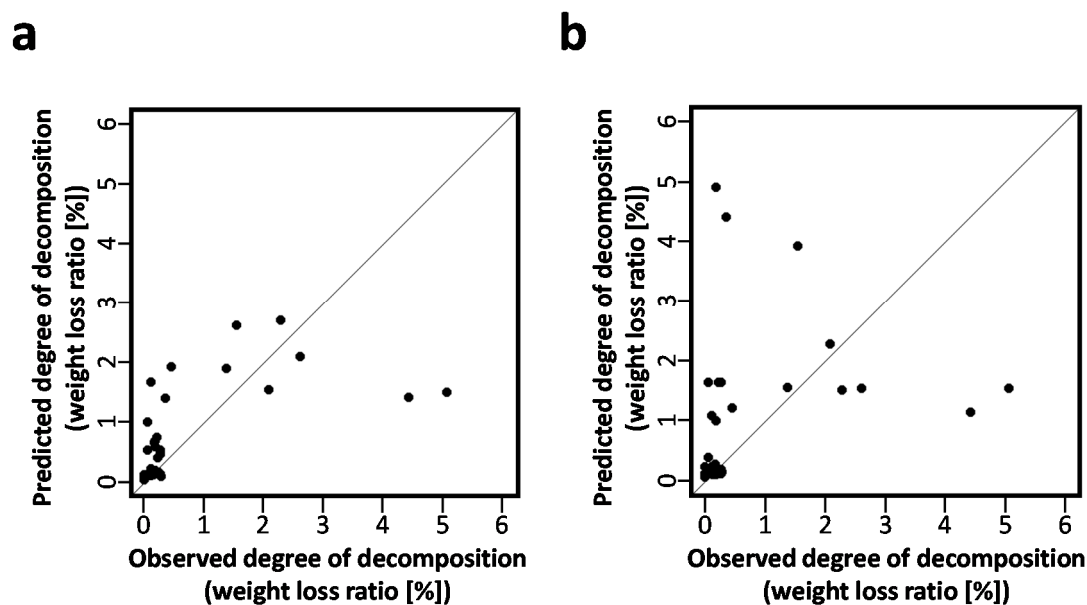 a
Predicted degree of decomposition
(weight loss ratio [%])
6
5
4
3
2
1
0
0 1 2 3 4 5 6
Observed degree of decomposition
(weight loss ratio [%])
b
Predicted degree of decomposition
(weight loss ratio [%])
6
5
4
3
2
1
0
0 1 2 3 4 5 6
Observed degree of decomposition
(weight loss ratio [%])